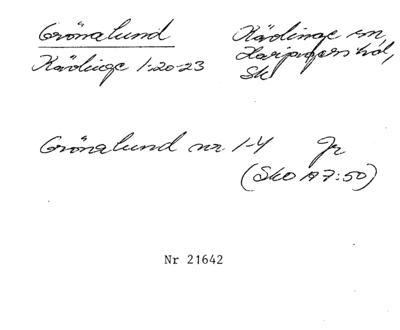 Grönalund
Kävlinge sn
Harjagers hd,
Sk
Kävlinge 1:20-23
Grönalund nr 1-4 Gr
(SkO A7:50)
Nr 21642